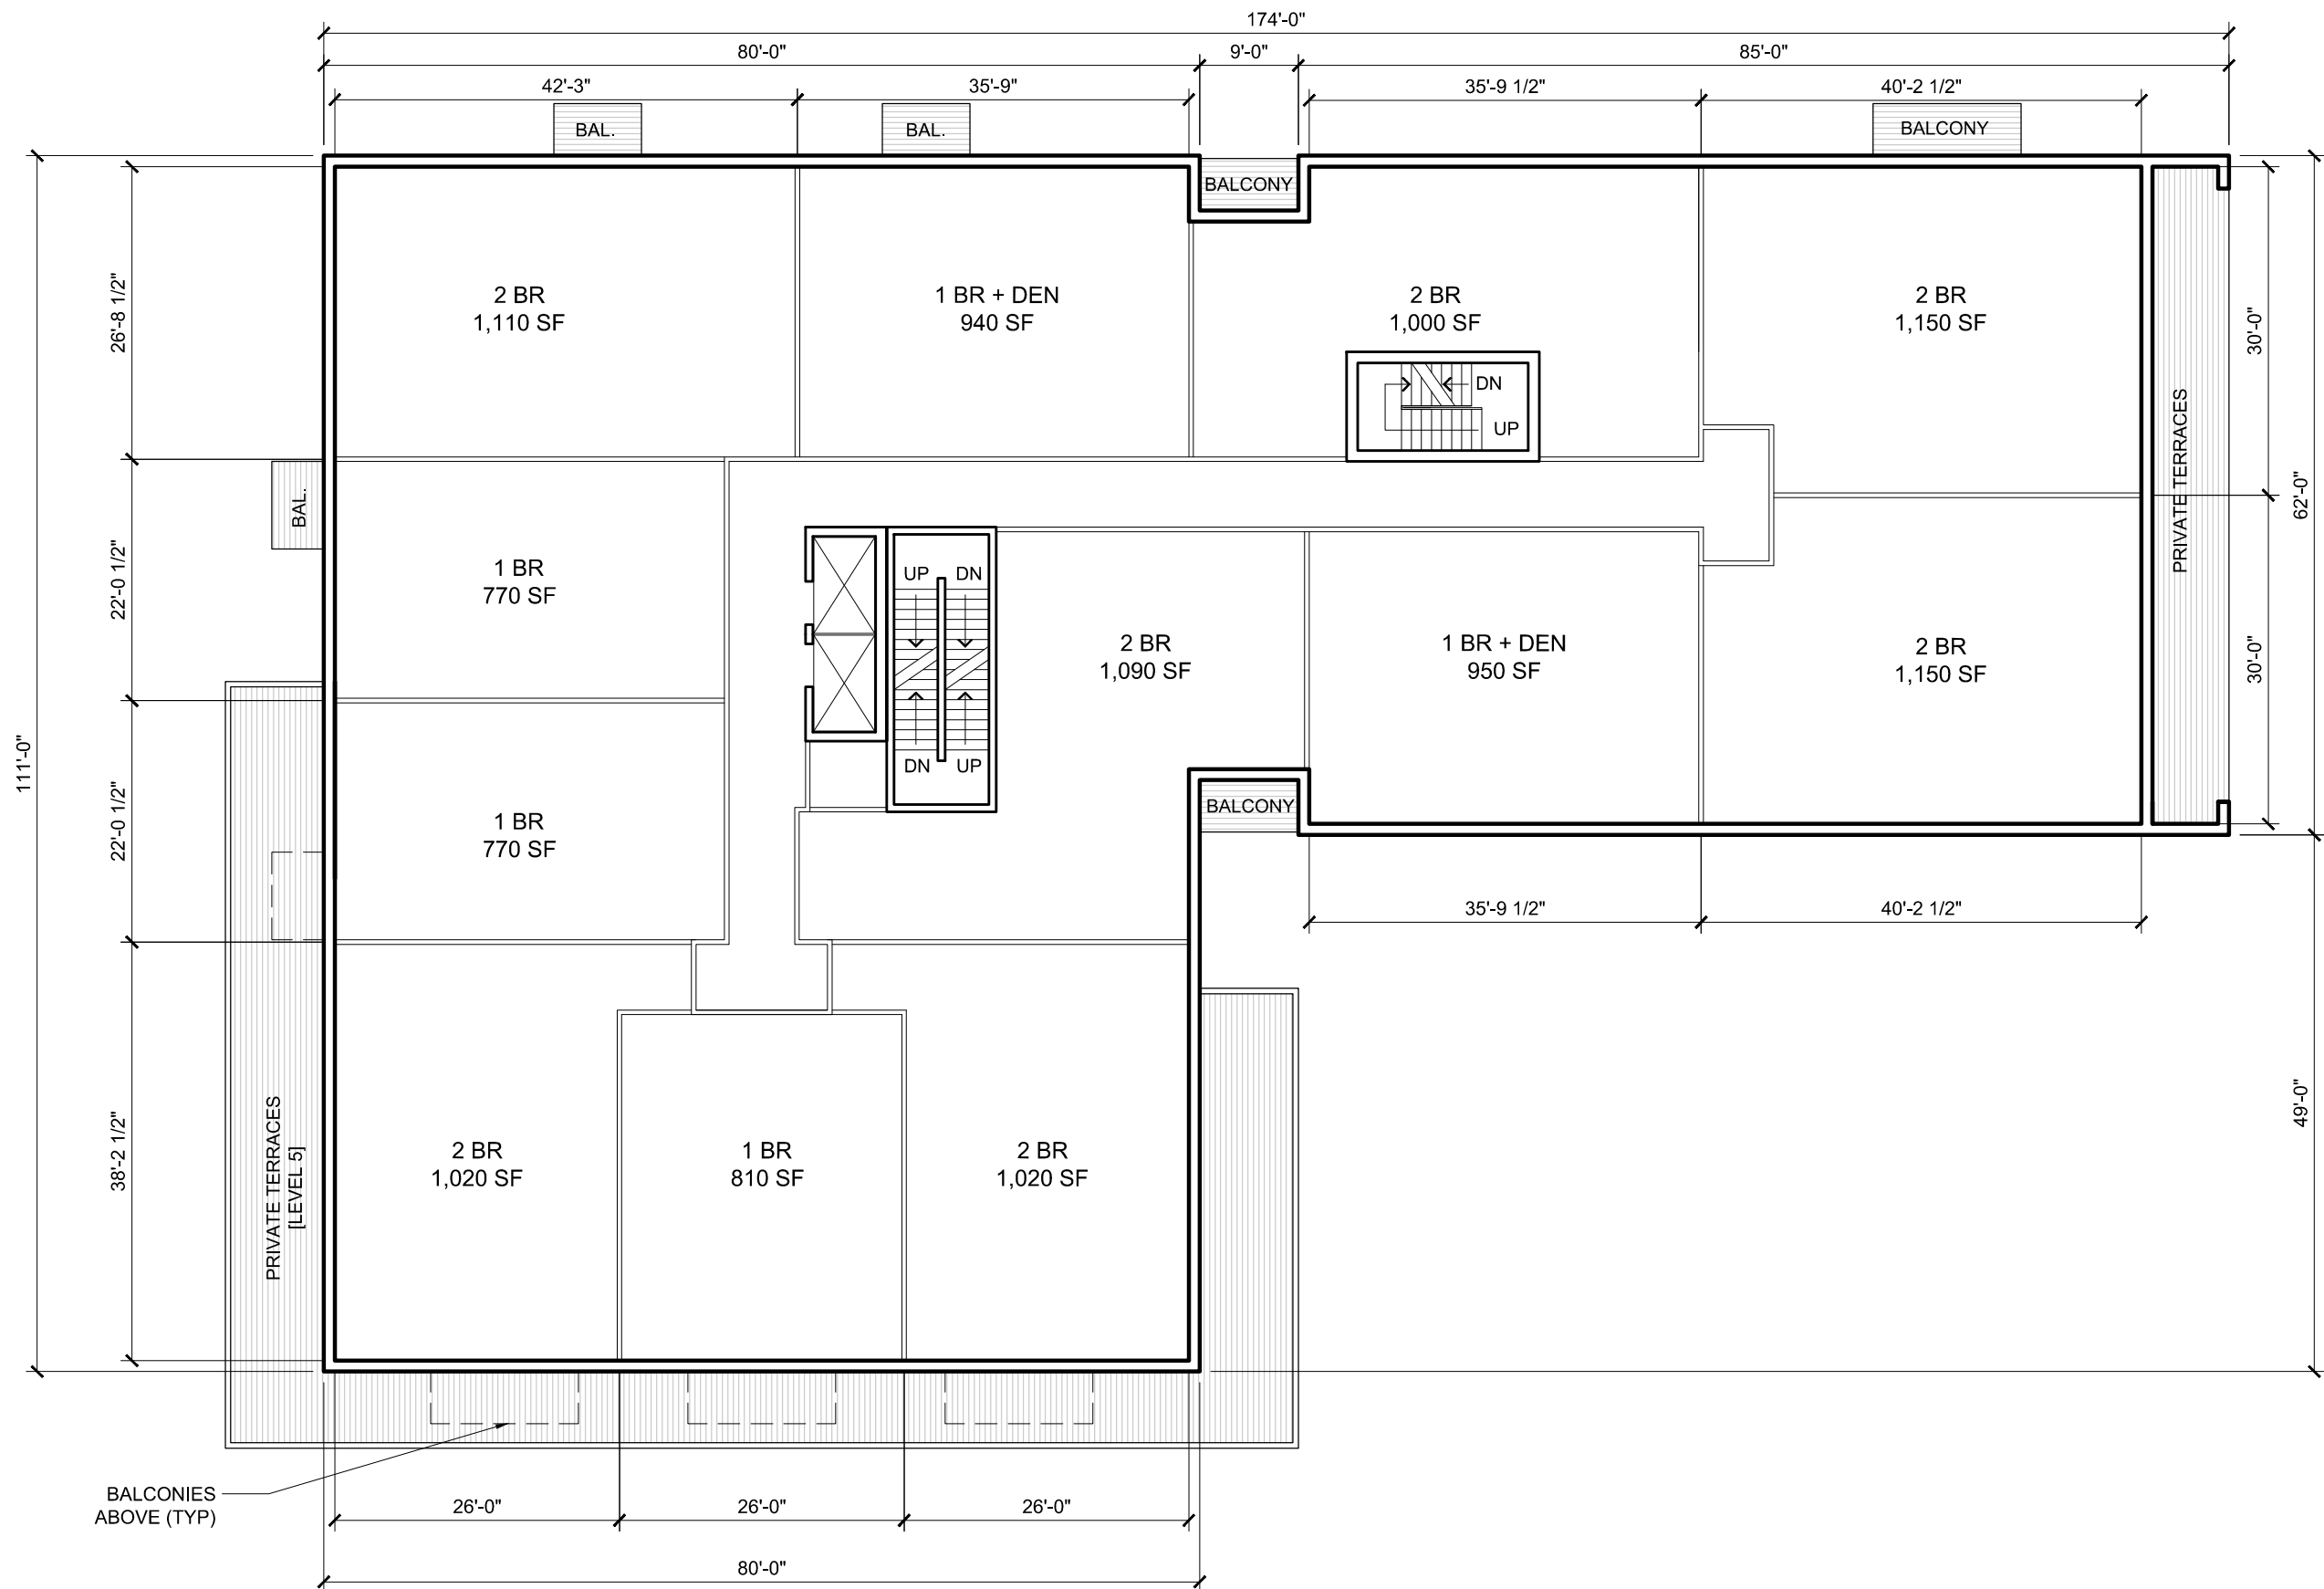 174'-0"
80'-0"
9'-0"
85'-0"
42'-3"
35'-9"
35'-9 1/2"
40'-2 1/2"
BAL.
BAL.
BALCONY
BALCONY
2 BR
1,110 SF
1 BR + DEN
940 SF
2 BR
1,000 SF
2 BR
1,150 SF
26'-8 1/2"
30'-0"
DN
UP
PRIVATE TERRACES
62'-0"
BAL.
22'-0 1/2"
1 BR
770 SF
UP
DN
DN
UP
2 BR
1,090 SF
1 BR + DEN
950 SF
2 BR
1,150 SF
30'-0"
111'-0"
22'-0 1/2"
1 BR
770 SF
BALCONY
35'-9 1/2"
40'-2 1/2"
38'-2 1/2"
PRIVATE TERRACES
[LEVEL 5]
2 BR
1,020 SF
1 BR
810 SF
2 BR
1,020 SF
49'-0"
BALCONIES
ABOVE (TYP)
26'-0"
26'-0"
26'-0"
80'-0"